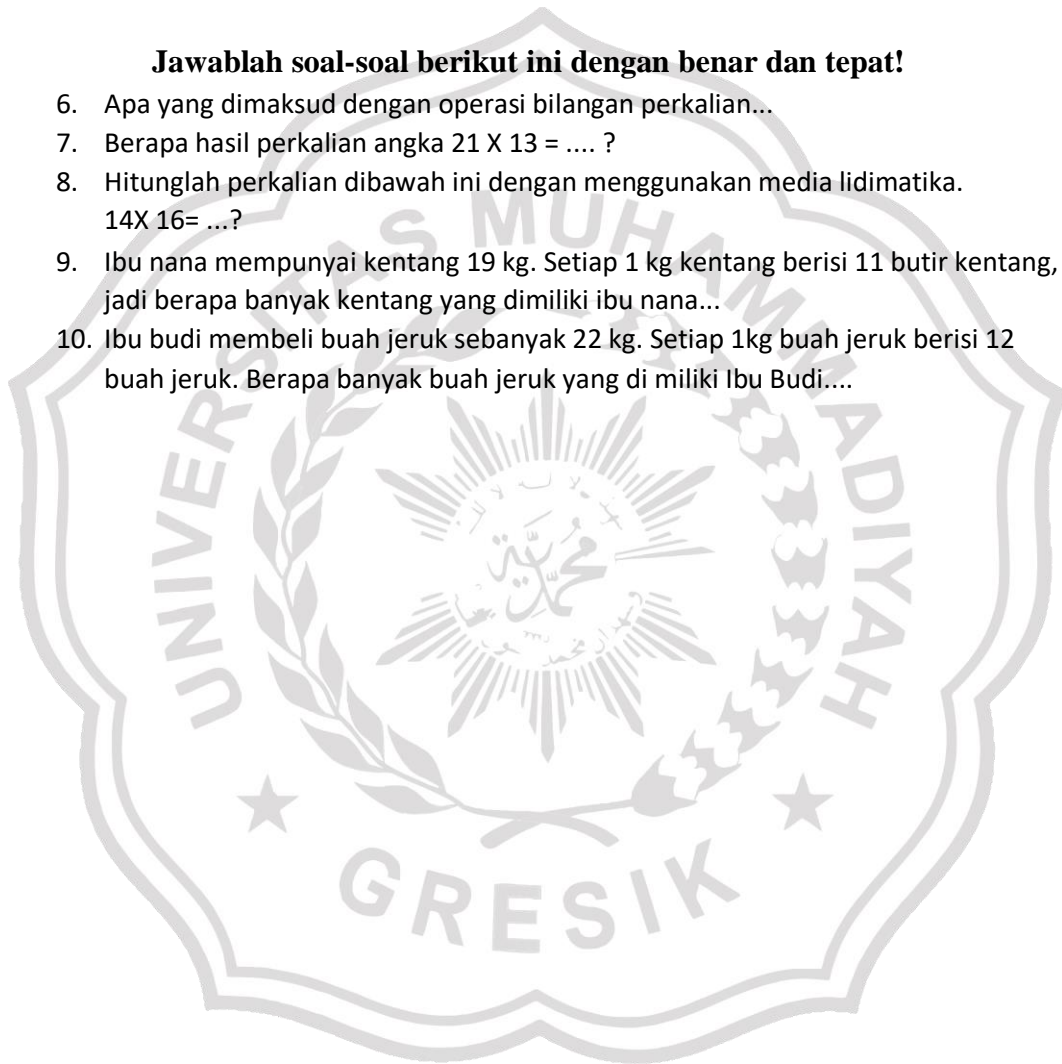 Jawablah soal-soal berikut ini dengan benar dan tepat!
6. Apa yang dimaksud dengan operasi bilangan perkalian...
7. Berapa hasil perkalian angka 21 X 13 = .... ?
8. Hitunglah perkalian dibawah ini dengan menggunakan media lidimatika.
14X 16= ...?
9. Ibu nana mempunyai kentang 19 kg. Setiap 1 kg kentang berisi 11 butir kentang,
jadi berapa banyak kentang yang dimiliki ibu nana...
10. Ibu budi membeli buah jeruk sebanyak 22 kg. Setiap 1kg buah jeruk berisi 12
buah jeruk. Berapa banyak buah jeruk yang di miliki Ibu Budi....
UNIVERSITAS MUHAMMADIYAH
GRESIK